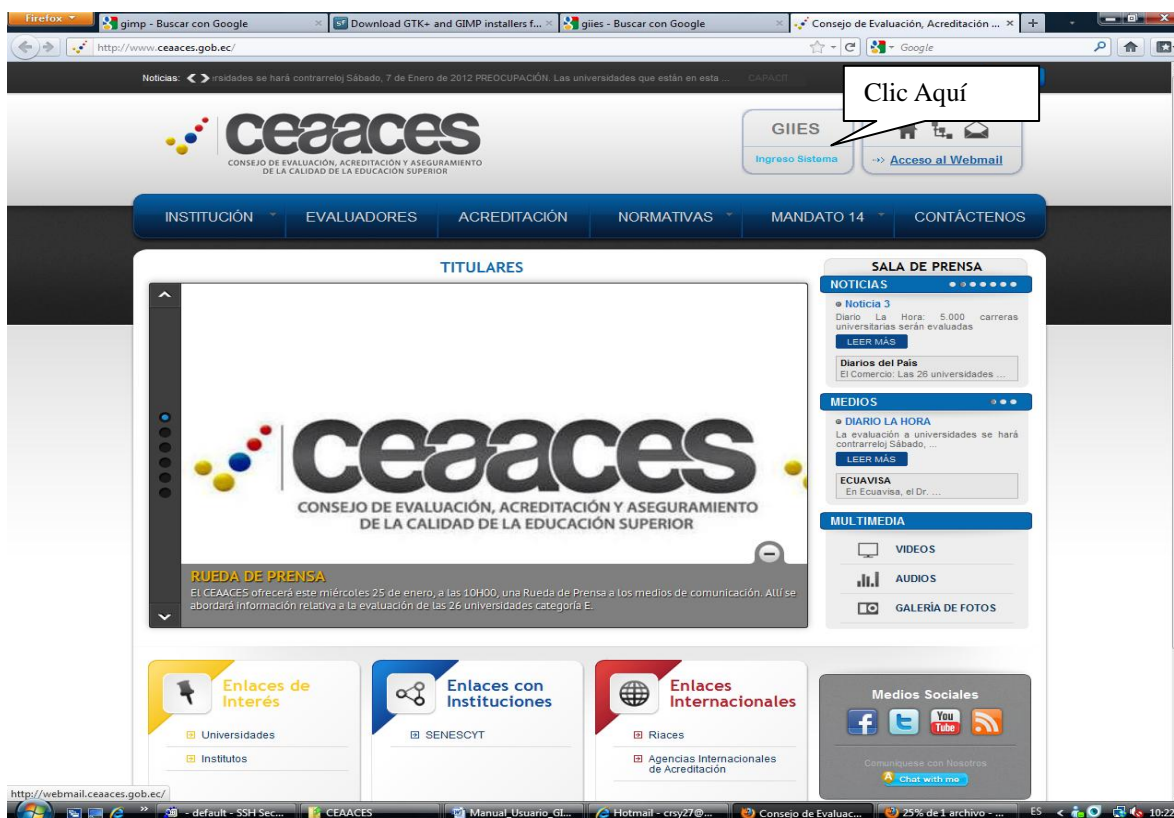 Firefox
gimp - Buscar con Google
Download GTK+ and GIMP installers f...
giies - Buscar con Google
Consejo de Evaluación, Acreditación ...
http://www.ceaaces.gob.ec/
Google
Noticias:
rsidades se hará contrarreloj Sábado, 7 de Enero de 2012 PREOCUPACIÓN. Las universidades que están en esta ...
CAPACIT
Clic Aquí
ceaaces
CONSEJO DE EVALUACIÓN, ACREDITACIÓN Y ASEGURAMIENTO
DE LA CALIDAD DE LA EDUCACIÓN SUPERIOR
GIIES
Ingreso Sistema
Acceso al Webmail
INSTITUCIÓN
EVALUADORES
ACREDITACIÓN
NORMATIVAS
MANDATO 14
CONTÁCTENOS
TITULARES
ceaaces
CONSEJO DE EVALUACIÓN, ACREDITACIÓN Y ASEGURAMIENTO
DE LA CALIDAD DE LA EDUCACIÓN SUPERIOR
RUEDA DE PRENSA
El CEAACES ofrecerá este miércoles 25 de enero, a las 10H00, una Rueda de Prensa a los medios de comunicación. Allí se
abordará información relativa a la evaluación de las 26 universidades categoría E.
SALA DE PRENSA
NOTICIAS
Noticia 3
Diario La Hora: 5.000 carreras
universitarias serán evaluadas
LEER MÁS
Diarios del País
El Comercio: Las 26 universidades ...
MEDIOS
DIARIO LA HORA
La evaluación a universidades se hará
contrarreloj Sábado, ...
LEER MÁS
ECUAVISA
En Ecuavisa, el Dr. ...
MULTIMEDIA
VIDEOS
AUDIOS
GALERÍA DE FOTOS
Enlaces de
Interés
Universidades
Institutos
Enlaces con
Instituciones
SENESCYT
Enlaces
Internacionales
Riaces
Agencias Internacionales
de Acreditación
Medios Sociales
You
Tube
Comuniquese con Nosotros
Chat with me
http://webmail.ceaaces.gob.ec/
- default - SSH Sec...
CEAACES
Manual_Usuario_GI...
Hotmail - crsy27@...
Consejo de Evaluac...
25% de 1 archivo - ...
ES
10:27